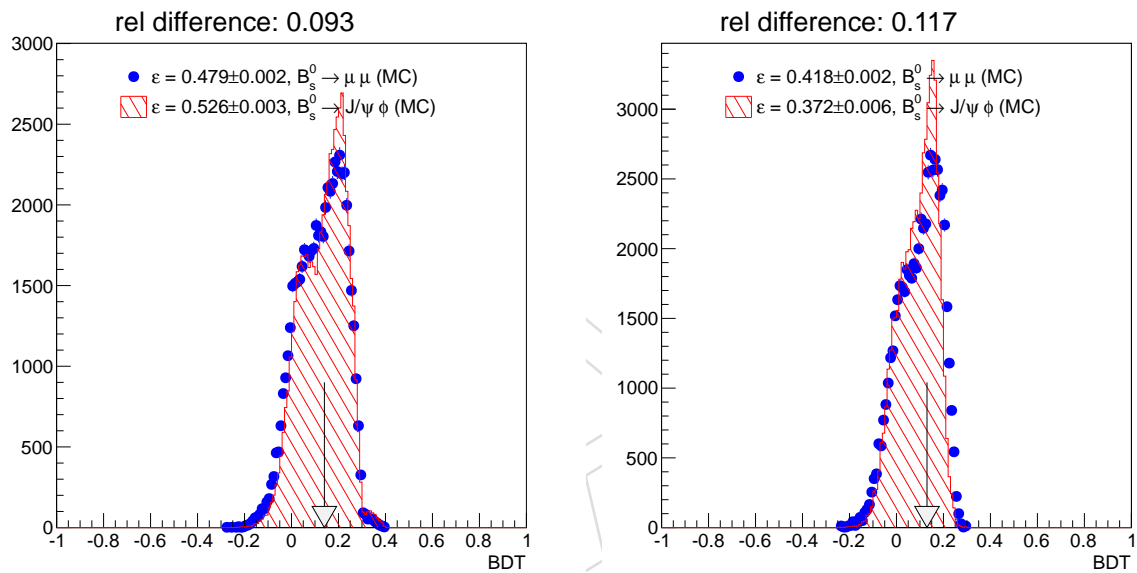 rel difference: 0.093
ε = 0.479±0.002, B⁰ₛ → μ μ (MC)
ε = 0.526±0.003, B⁰ₛ → J/ψ φ (MC)
3000
2500
2000
1500
1000
500
0
-1 -0.8 -0.6 -0.4 -0.2 0 0.2 0.4 0.6 0.8 1
BDT
rel difference: 0.117
ε = 0.418±0.002, B⁰ₛ → μ μ (MC)
ε = 0.372±0.006, B⁰ₛ → J/ψ φ (MC)
3000
2500
2000
1500
1000
500
0
-1 -0.8 -0.6 -0.4 -0.2 0 0.2 0.4 0.6 0.8 1
BDT